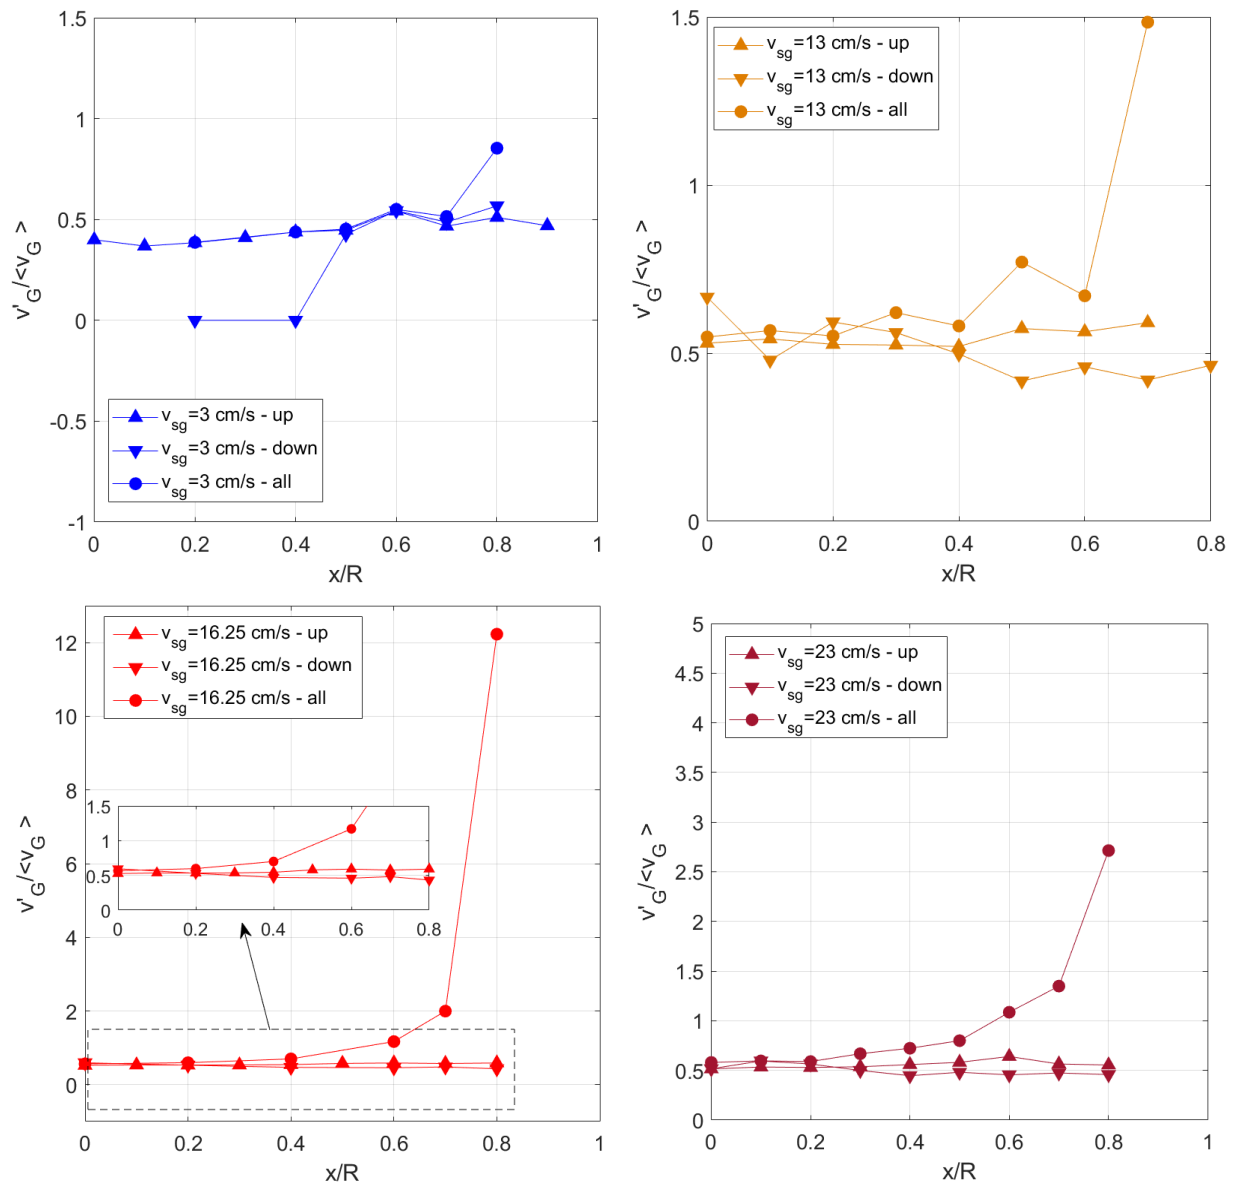 1.5
1
0.5
0
-0.5
-1
v'G/<vG >
vsg=3 cm/s - up
vsg=3 cm/s - down
vsg=3 cm/s - all
0 0.2 0.4 0.6 0.8 1
x/R
1.5
1
0.5
0
v'G/<vG >
vsg=13 cm/s - up
vsg=13 cm/s - down
vsg=13 cm/s - all
0 0.2 0.4 0.6 0.8
x/R
12
10
8
6
4
2
0
v'G/<vG >
vsg=16.25 cm/s - up
vsg=16.25 cm/s - down
vsg=16.25 cm/s - all
1.5
1
0.5
0
0 0.2 0.4 0.6 0.8
0 0.2 0.4 0.6 0.8 1
x/R
5
4.5
4
3.5
3
2.5
2
1.5
1
0.5
0
v'G/<vG >
vsg=23 cm/s - up
vsg=23 cm/s - down
vsg=23 cm/s - all
0 0.2 0.4 0.6 0.8 1
x/R